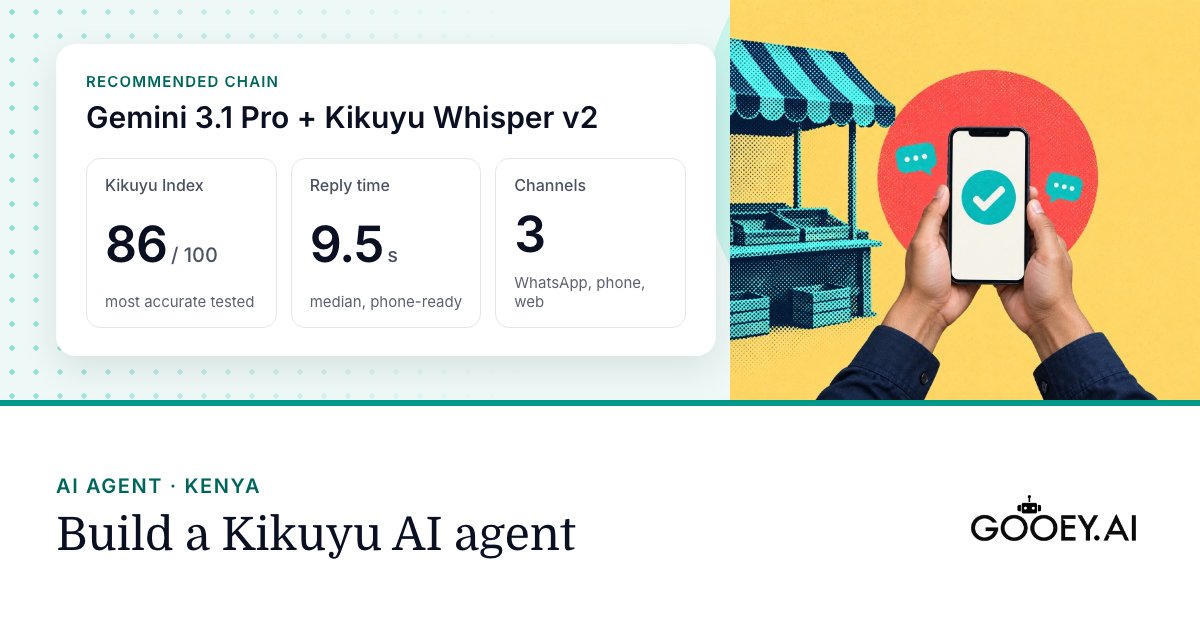 RECOMMENDED CHAIN
Gemini 3.1 Pro + Kikuyu Whisper v2
Kikuyu Index
86 / 100
most accurate tested
Reply time
9.5 s
median, phone-ready
Channels
3
WhatsApp, phone,
web
AI AGENT · KENYA
Build a Kikuyu AI agent
GOOEY.AI